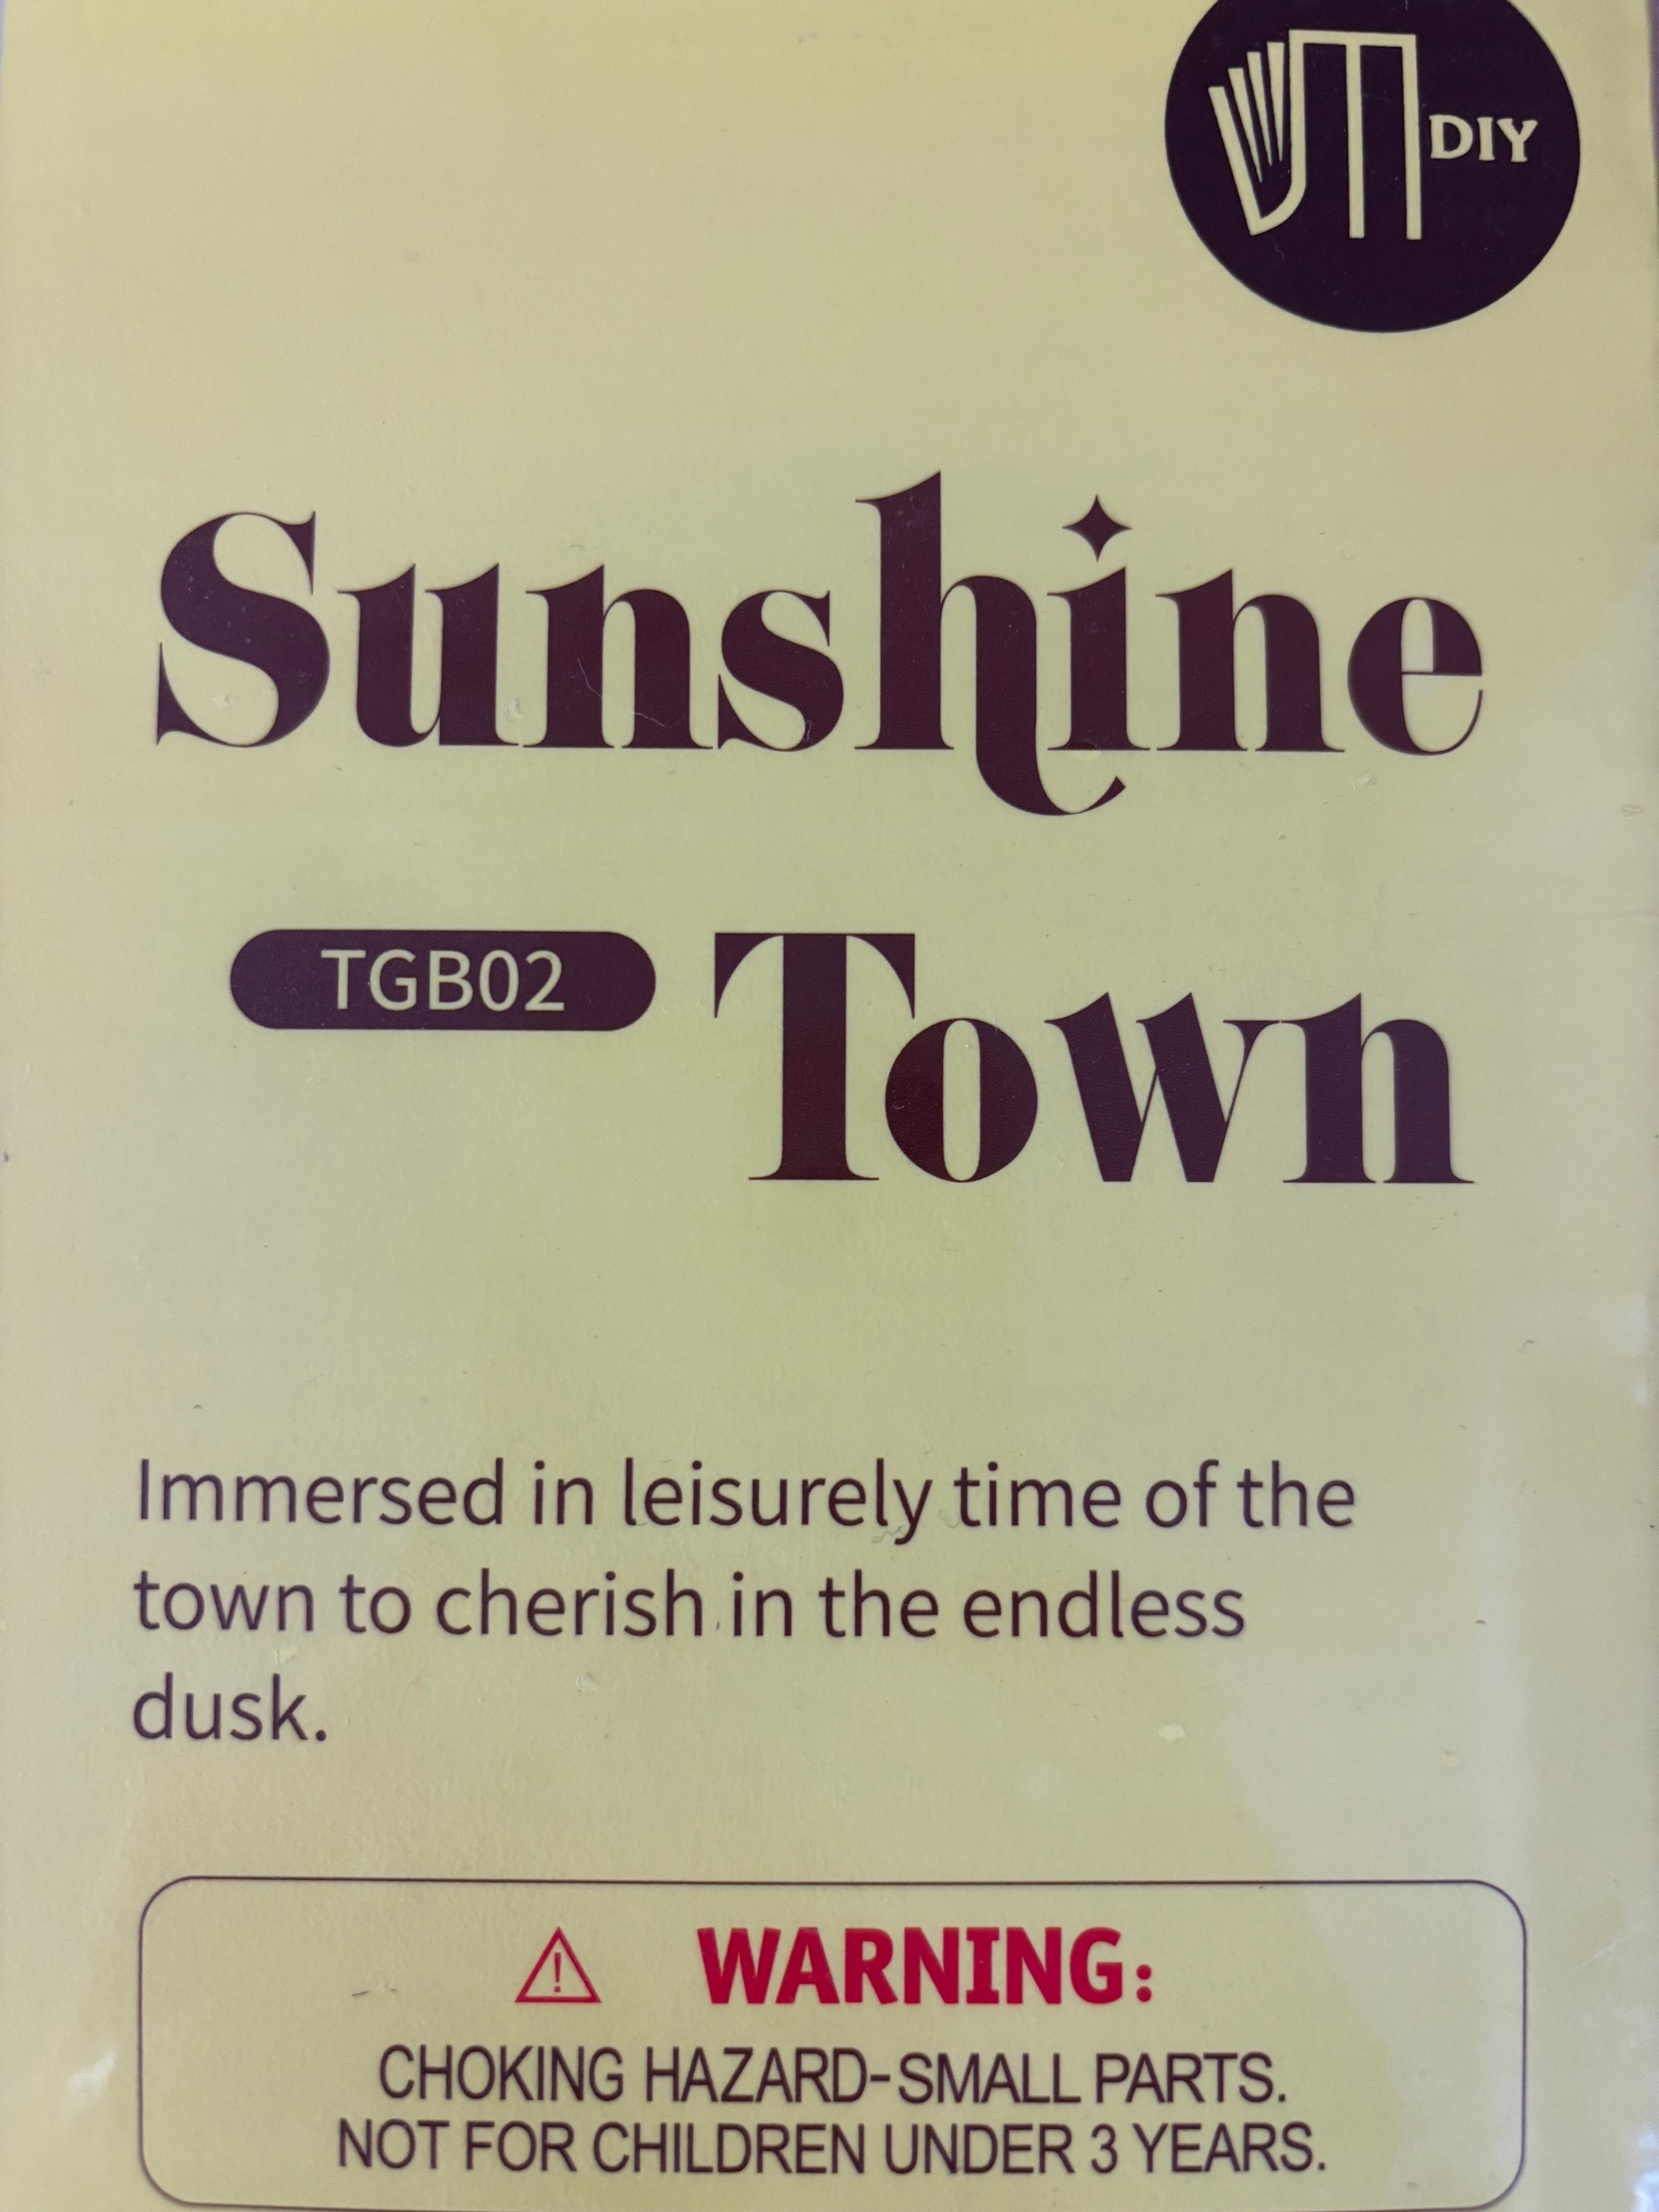 DIY
Sunshine
TGB02 Town
Immersed in leisurely time of the
town to cherish in the endless
dusk.
WARNING:
CHOKING HAZARD-SMALL PARTS.
NOT FOR CHILDREN UNDER 3 YEARS.